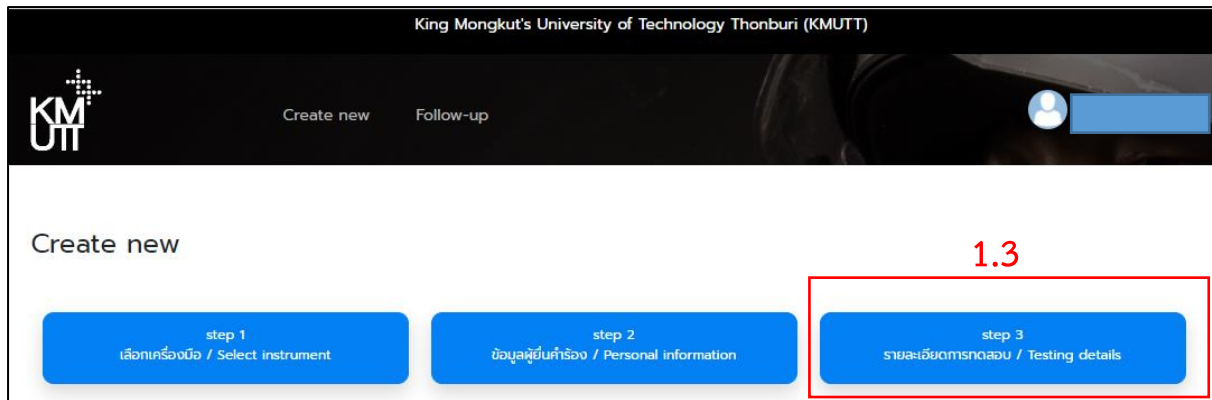 King Mongkut's University of Technology Thonburi (KMUTT)
KM
UTT
Create new
Follow-up
Create new
1.3
step 1
เลือกเครื่องมือ / Select instrument
step 2
ข้อมูลผู้ยื่นคำร้อง / Personal information
step 3
รายละเอียดการทดสอบ / Testing details